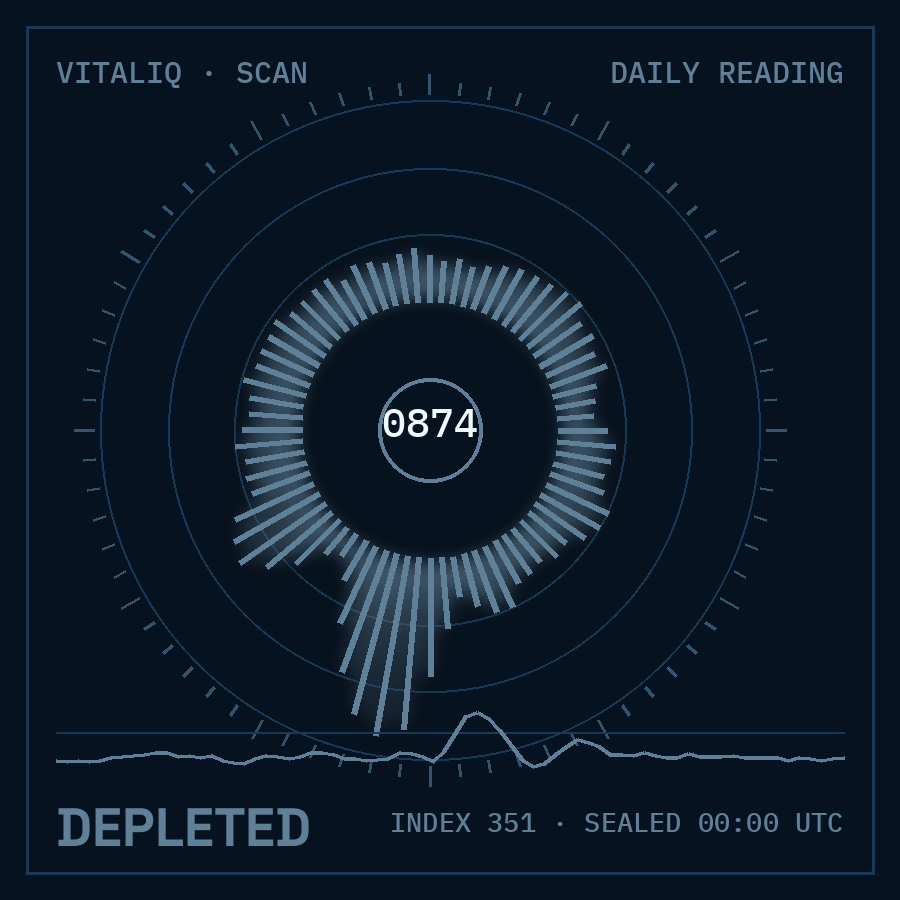 VITALIQ · SCAN
DAILY READING
0874
DEPLETED
INDEX 351 · SEALED 00:00 UTC